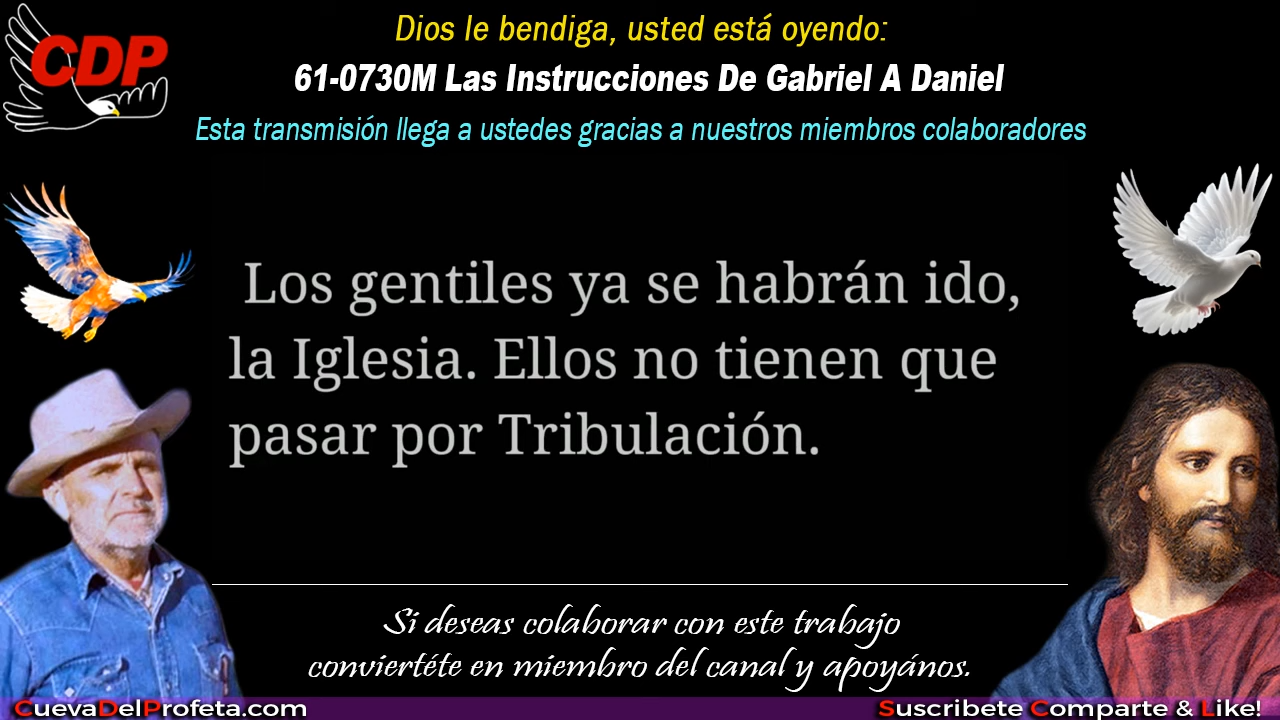 CDP
Dios le bendiga, usted está oyendo:
61-0730M Las Instrucciones De Gabriel A Daniel
Esta transmisión llega a ustedes gracias a nuestros miembros colaboradores
Los gentiles ya se habrán ido,
la Iglesia. Ellos no tienen que
pasar por Tribulación.
Si deseas colaborar con este trabajo
conviertéte en miembro del canal y apoyános.
CuevaDelProfeta.com
Suscribete Comparte & Like!